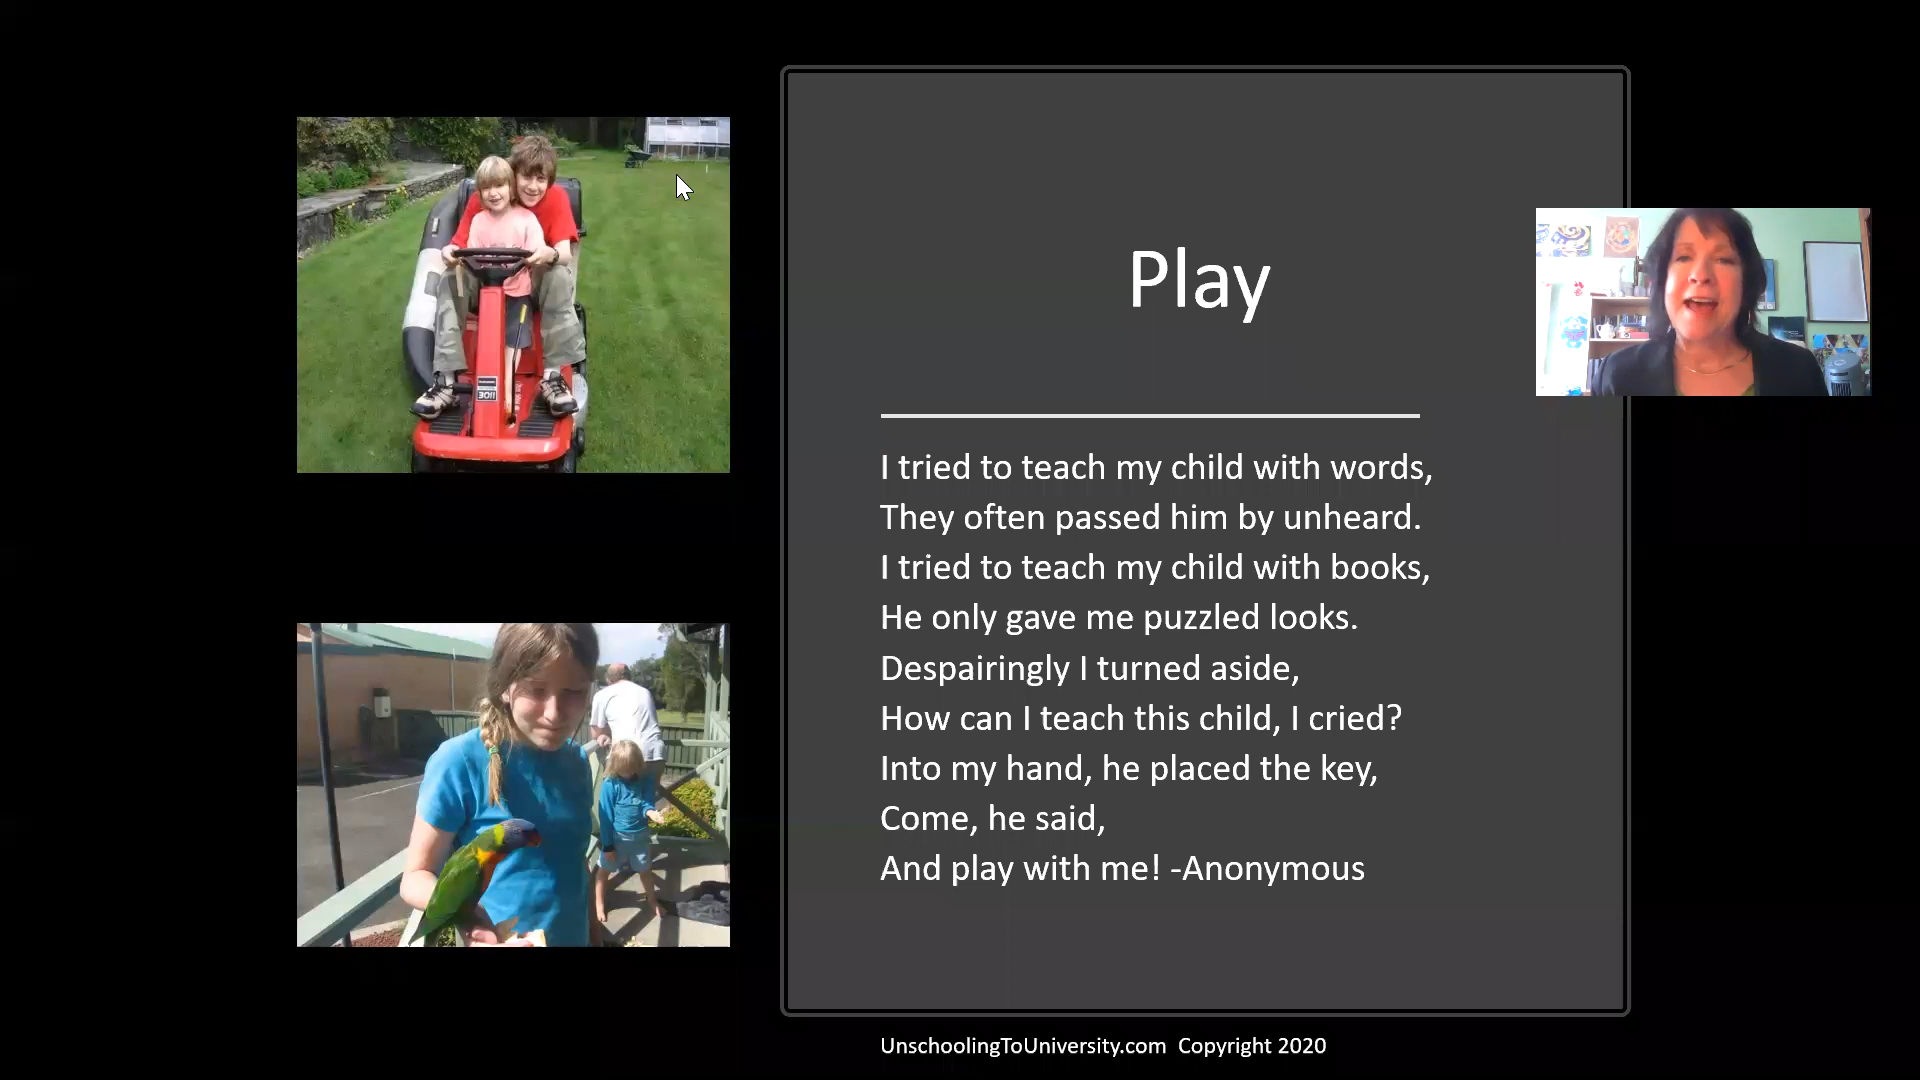 Play
I tried to teach my child with words,
They often passed him by unheard.
I tried to teach my child with books,
He only gave me puzzled looks.
Despairingly I turned aside,
How can I teach this child, I cried?
Into my hand, he placed the key,
Come, he said,
And play with me! -Anonymous
UnschoolingToUniversity.com Copyright 2020
3011